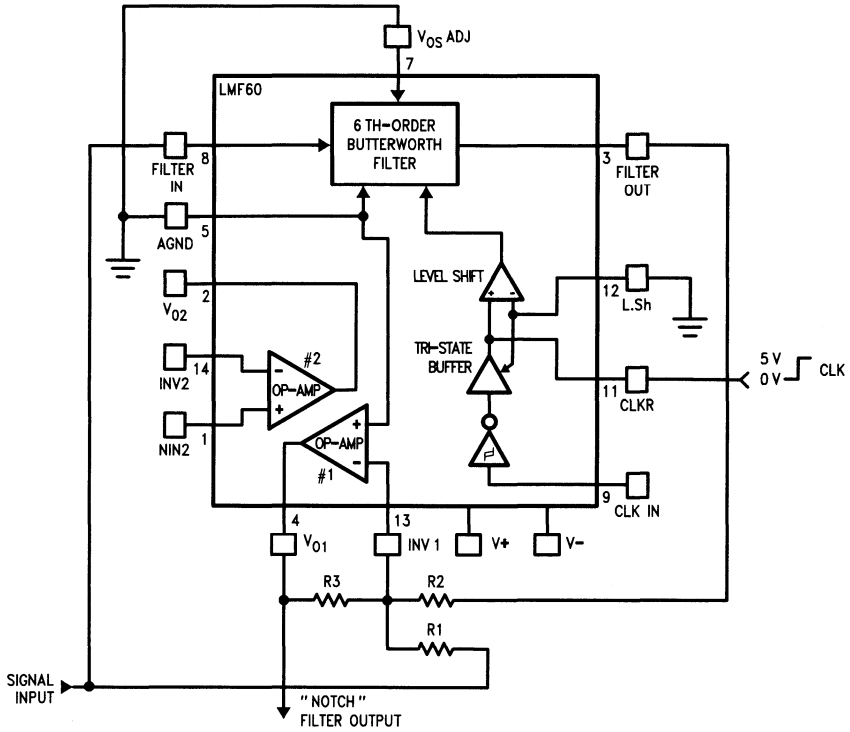 V_OS ADJ
7
LMF60
6 TH-ORDER
BUTTERWORTH
FILTER
8
FILTER
IN
3
FILTER
OUT
5
AGND
2
V_O2
LEVEL SHIFT
+ -
12
L.Sh
TRI-STATE
BUFFER
14
INV2
#2
-
OP-AMP
+
1
NIN2
11
CLKR
5 V
0 V
CLK
+
OP-AMP
-
#1
9
CLK IN
4
V_O1
13
INV 1
V+
V-
R3
R2
R1
SIGNAL
INPUT
"NOTCH"
FILTER OUTPUT